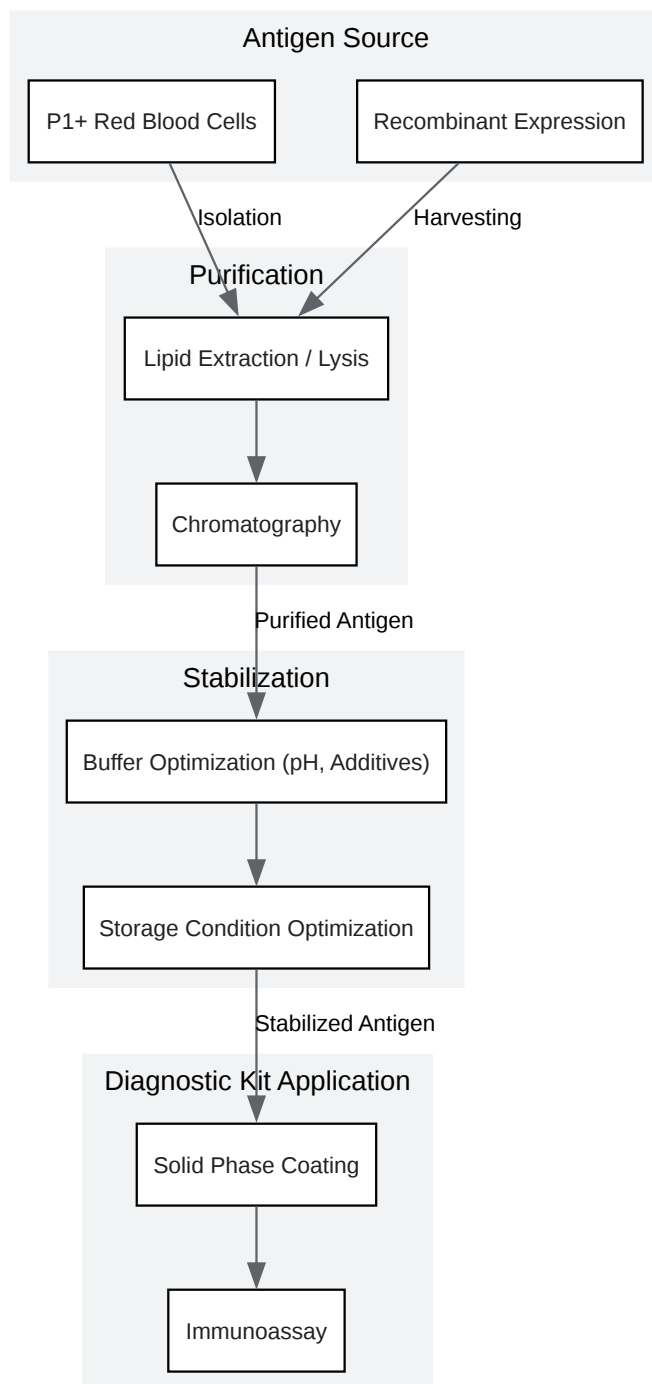 Antigen Source
P1+ Red Blood Cells
Recombinant Expression
Isolation
Harvesting
Purification
Lipid Extraction / Lysis
Chromatography
Purified Antigen
Stabilization
Buffer Optimization (pH, Additives)
Storage Condition Optimization
Stabilized Antigen
Diagnostic Kit Application
Solid Phase Coating
Immunoassay